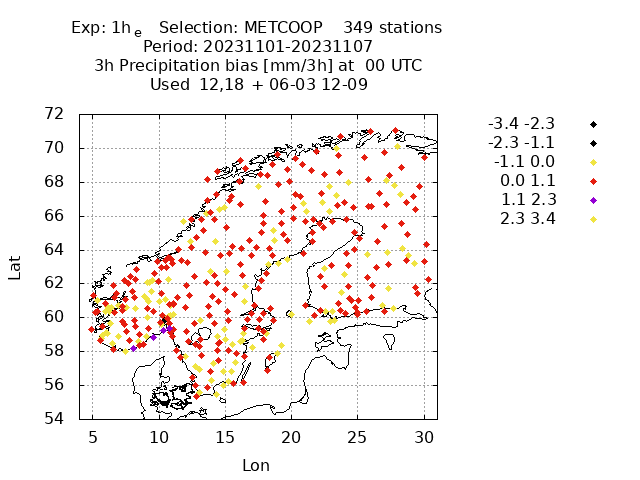 Exp: 1h e Selection: METCOOP 349 stations
Period: 20231101-20231107
3h Precipitation bias [mm/3h] at 00 UTC
Used 12,18 + 06-03 12-09
72
70
68
66
64
62
60
58
56
54
5 10 15 20 25 30
Lat
Lon
-3.4 -2.3
-2.3 -1.1
-1.1 0.0
0.0 1.1
1.1 2.3
2.3 3.4